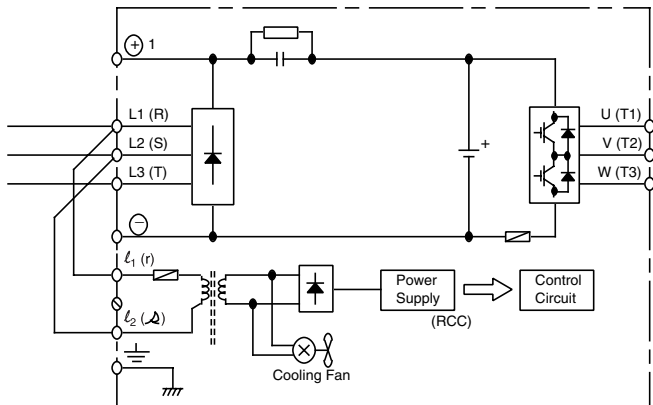 + 1
L1 (R)
L2 (S)
L3 (T)
U (T1)
V (T2)
W (T3)
+
−
ℓ1 (r)
ℓ2 (s)
Power
Supply
(RCC)
Control
Circuit
Cooling Fan